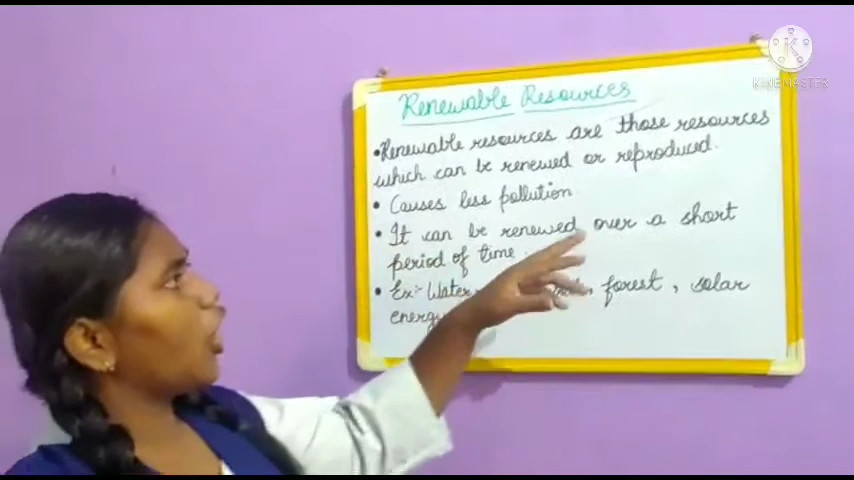 Renewable Resources
• Renewable resources are those resources
which can be renewed or reproduced.
• Causes less pollution
• It can be renewed over a short
period of time.
• Ex:- Water, forest, solar
energy
KINEMASTER